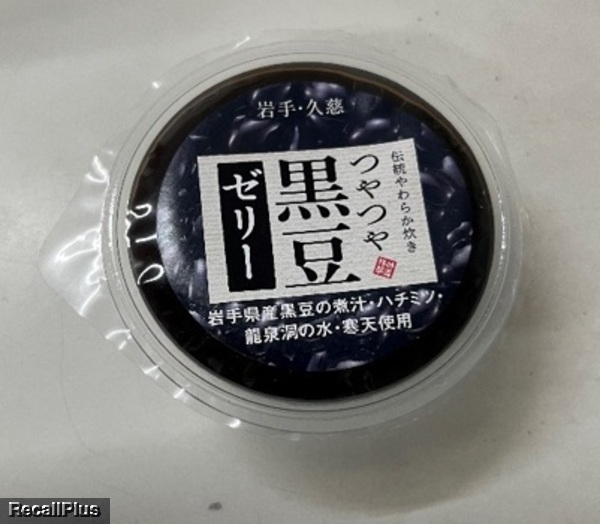 岩手・久慈
伝統やわらか炊き
つやつや
黒豆
ゼリー
岩手県産黒豆の煮汁・ハチミツ・
龍泉洞の水・寒天使用
RecallPlus